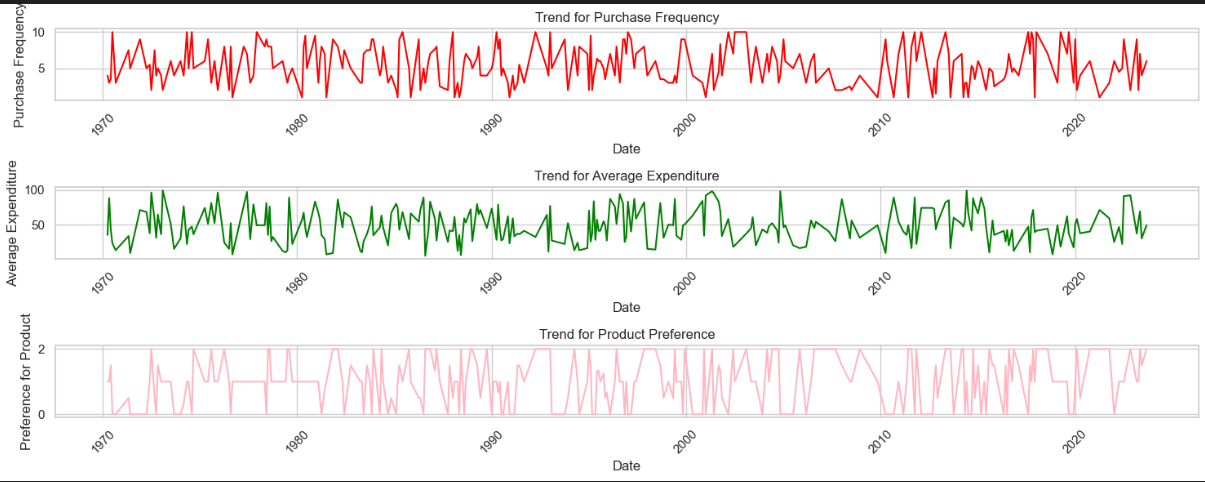 Trend for Purchase Frequency
Purchase Frequency
10
5
1970
1980
1990
2000
2010
2020
Date
Trend for Average Expenditure
Average Expenditure
100
50
1970
1980
1990
2000
2010
2020
Date
Trend for Product Preference
Preference for Product
2
0
1970
1980
1990
2000
2010
2020
Date